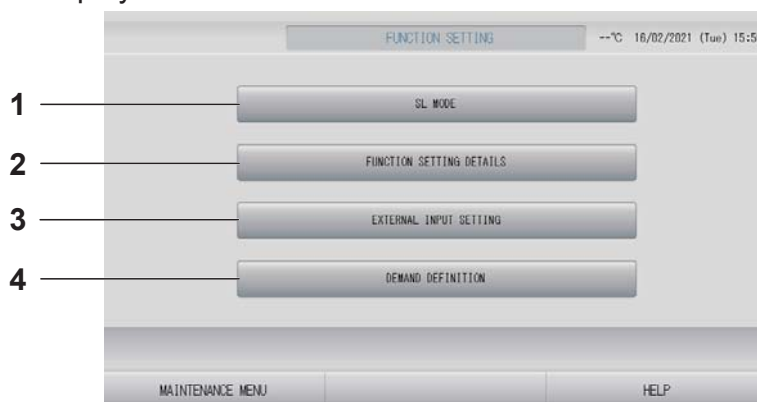 FUNCTION SETTING --°C 16/02/2021 (Tue) 15:5
1 SL MODE
2 FUNCTION SETTING DETAILS
3 EXTERNAL INPUT SETTING
4 DEMAND DEFINITION
MAINTENANCE MENU HELP